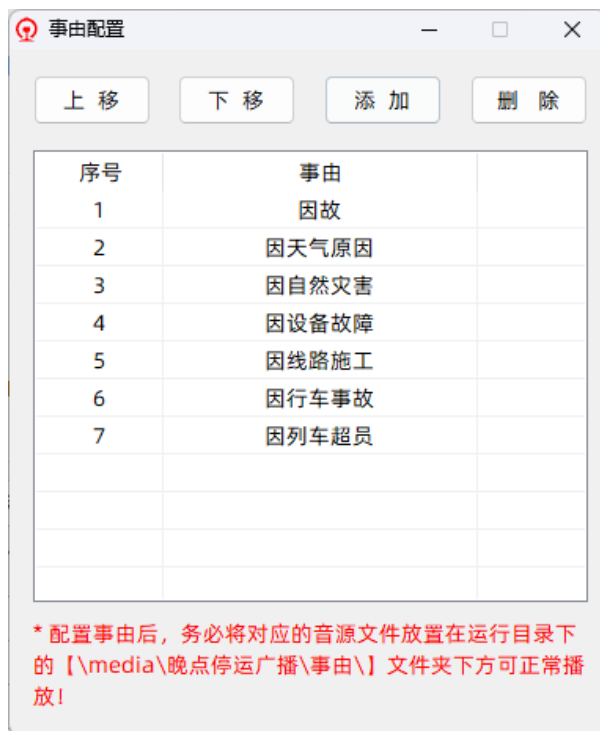 事由配置
上 移 下 移 添 加 删 除
序号 事由
1 因故
2 因天气原因
3 因自然灾害
4 因设备故障
5 因线路施工
6 因行车事故
7 因列车超员
* 配置事由后，务必将对应的音源文件放置在运行目录下
的【\media\晚点停运广播\事由\】文件夹下方可正常播
放！